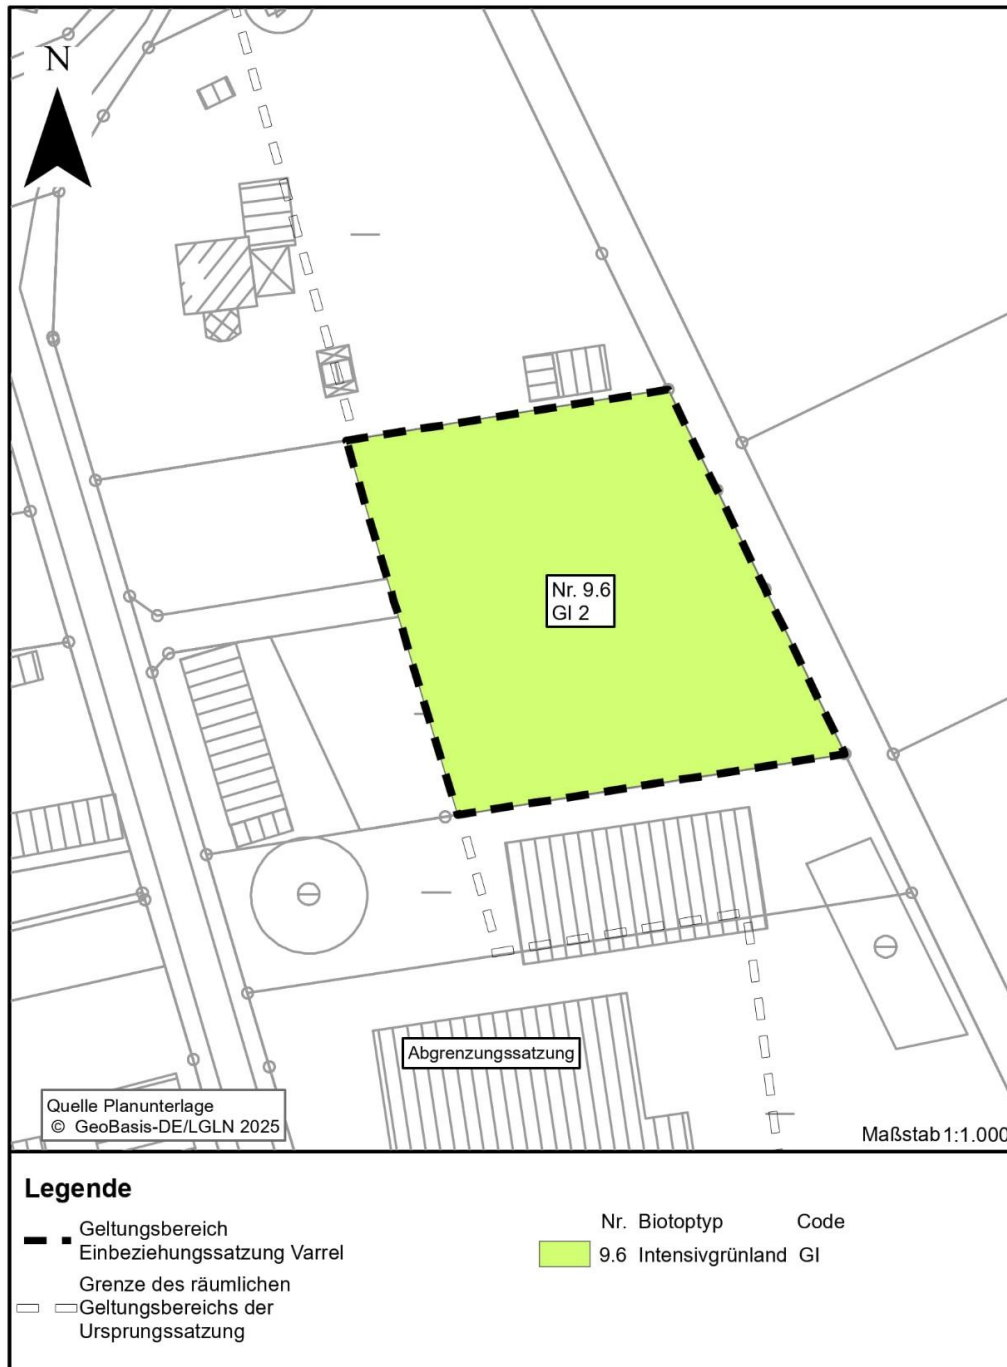 N
Nr. 9.6
GI 2
Abgrenzungssatzung
Quelle Planunterlage
© GeoBasis-DE/LGLN 2025
Maßstab 1:1.000
Legende
Geltungsbereich
Einbeziehungssatzung Varrel
Grenze des räumlichen
Geltungsbereichs der
Ursprungssatzung
Nr. Biotoptyp Code
9.6 Intensivgrünland GI